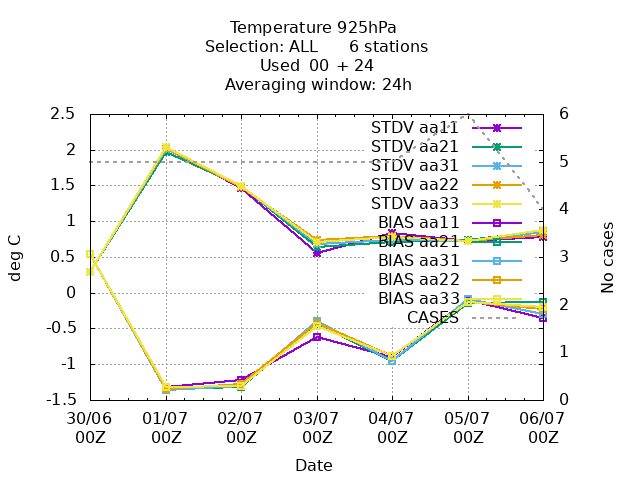 Temperature 925hPa
Selection: ALL 6 stations
Used 00 + 24
Averaging window: 24h
2.5
2
1.5
1
0.5
0
-0.5
-1
-1.5
deg C
6
5
4
3
2
1
0
No cases
STDV aa11
STDV aa21
STDV aa31
STDV aa22
STDV aa33
BIAS aa11
BIAS aa21
BIAS aa31
BIAS aa22
BIAS aa33
CASES
30/06 01/07 02/07 03/07 04/07 05/07 06/07
00Z 00Z 00Z 00Z 00Z 00Z 00Z
Date